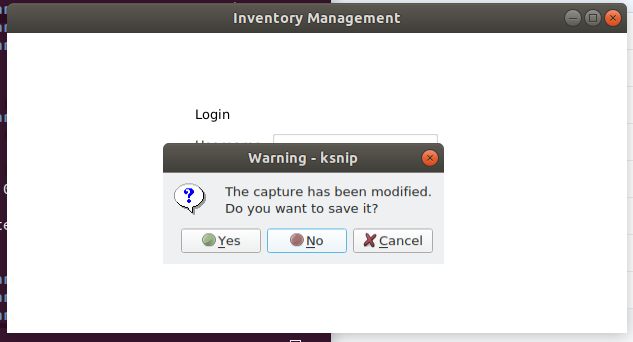 Inventory Management
Login
Warning - ksnip
The capture has been modified.
Do you want to save it?
Yes
No
Cancel